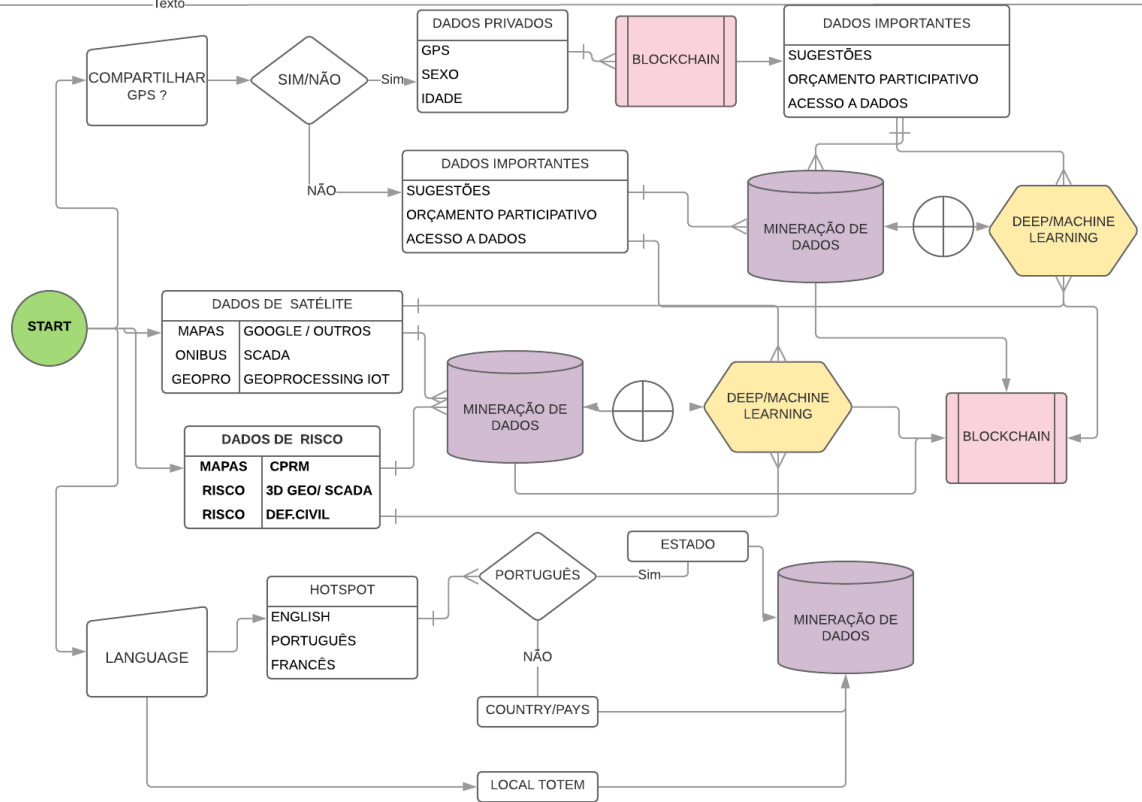 Texto
COMPARTILHAR
GPS ?
SIM/NÃO
Sim
DADOS PRIVADOS
GPS
SEXO
IDADE
BLOCKCHAIN
DADOS IMPORTANTES
SUGESTÕES
ORÇAMENTO PARTICIPATIVO
ACESSO A DADOS
NÃO
DADOS IMPORTANTES
SUGESTÕES
ORÇAMENTO PARTICIPATIVO
ACESSO A DADOS
MINERAÇÃO DE
DADOS
DEEP/MACHINE
LEARNING
START
DADOS DE SATÉLITE
MAPAS GOOGLE / OUTROS
ONIBUS SCADA
GEOPRO GEOPROCESSING IOT
MINERAÇÃO DE
DADOS
DEEP/MACHINE
LEARNING
BLOCKCHAIN
DADOS DE RISCO
MAPAS CPRM
RISCO 3D GEO/ SCADA
RISCO DEF.CIVIL
LANGUAGE
HOTSPOT
ENGLISH
PORTUGUÊS
FRANCÊS
PORTUGUÊS
Sim
ESTADO
MINERAÇÃO DE
DADOS
NÃO
COUNTRY/PAYS
LOCAL TOTEM